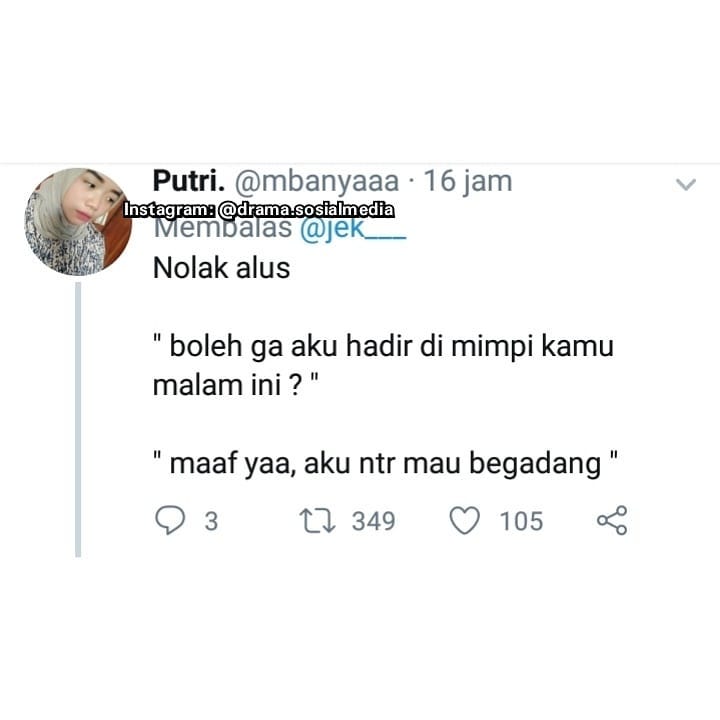 Putri. @mbanyaaa · 16 jam
Instagram: @drama.sosialmedia
Membalas @jek___
Nolak alus
" boleh ga aku hadir di mimpi kamu
malam ini ? "
" maaf yaa, aku ntr mau begadang "
3 349 105